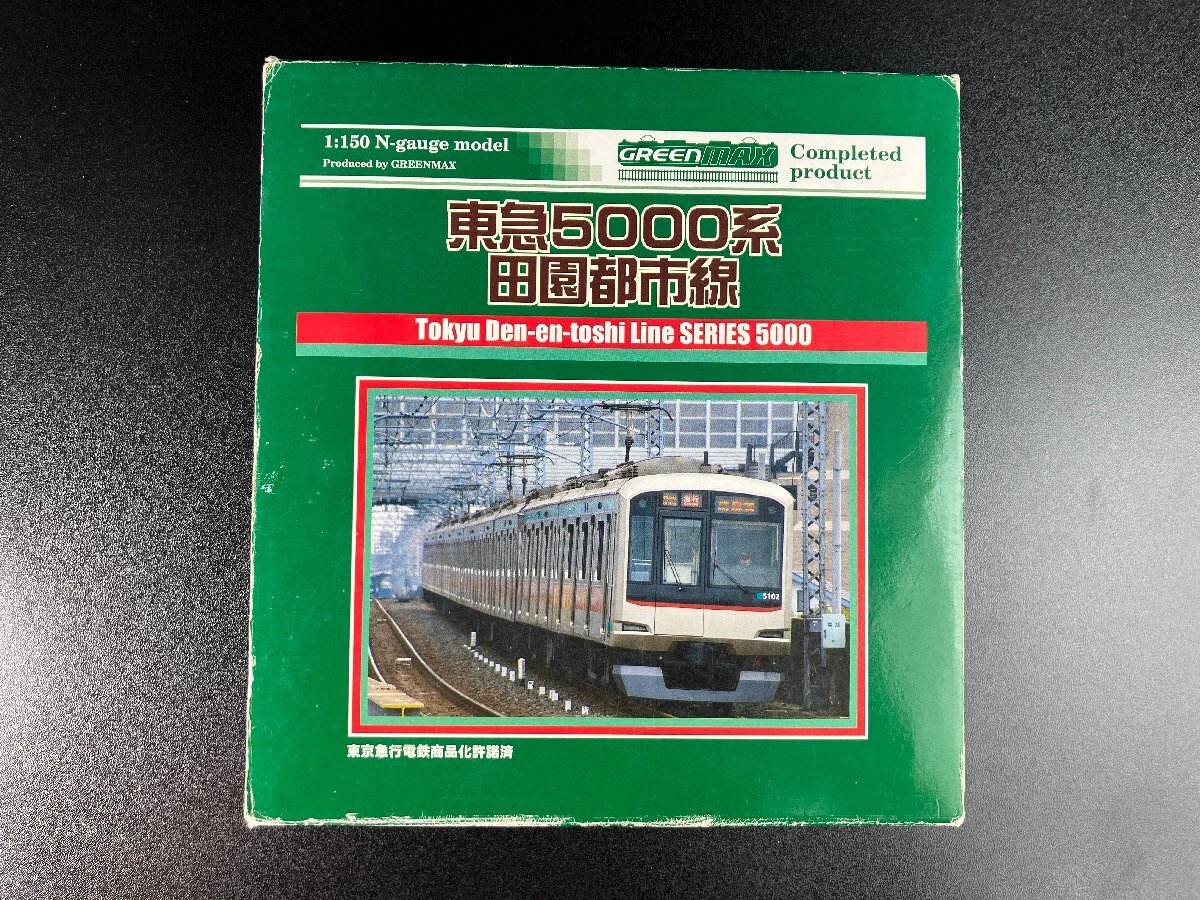 1:150 N-gauge model
Produced by GREENMAX
GREENMAX
Completed
product
東急5000系
田園都市線
Tokyu Den-en-toshi Line SERIES 5000
急行
5102
東京急行電鉄商品化許諾済